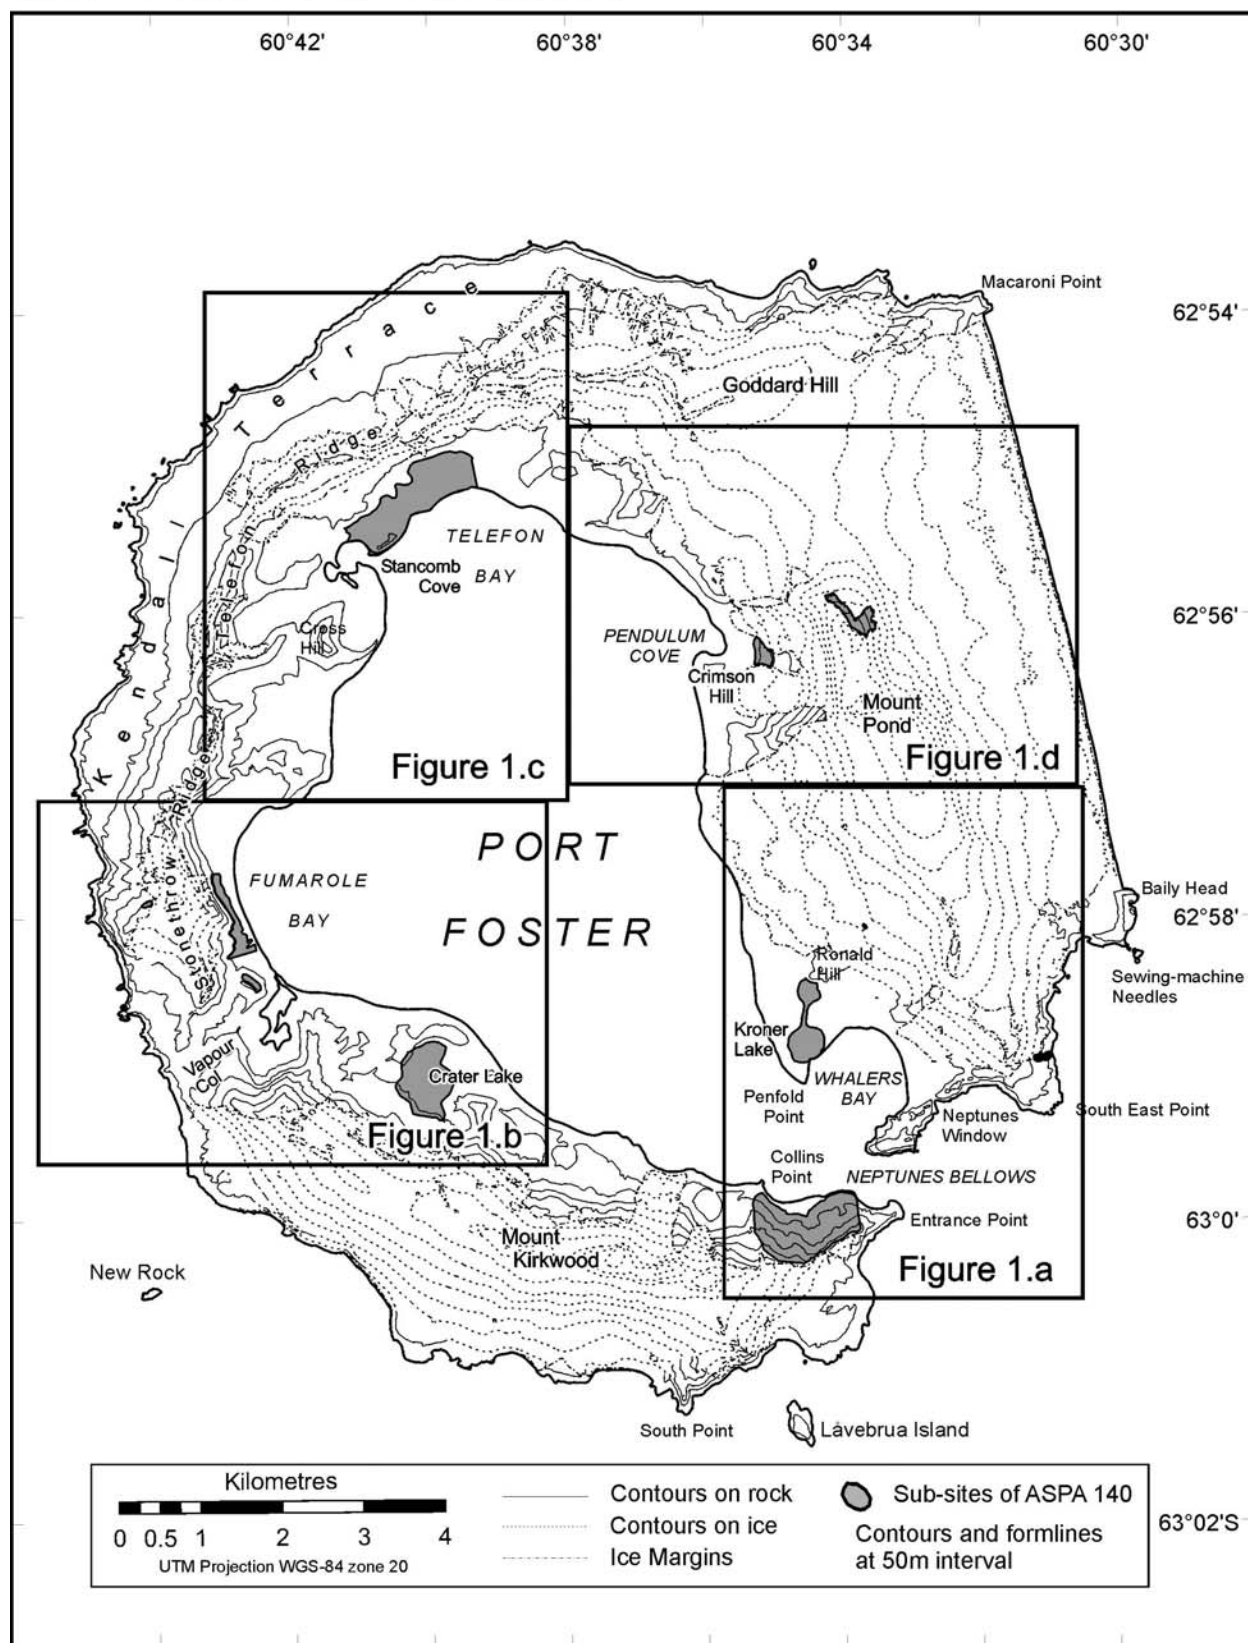 60°42' 60°38' 60°34' 60°30'
Macaroni Point
62°54'
Kendall Terrace
Goddard Hill
Telefon Ridge
TELEFON
BAY
Stancomb
Cove
62°56'
Cross
Hill
PENDULUM
COVE
Crimson
Hill
Mount
Pond
Figure 1.c
Figure 1.d
Stonethrow Ridge
PORT
FOSTER
FUMAROLE
BAY
Baily Head
62°58'
Ronald
Hill
Sewing-machine
Needles
Kroner
Lake
Vapour
Col
Crater Lake
WHALERS
BAY
Penfold
Point
Neptunes
Window
South East Point
Figure 1.b
Collins
Point
NEPTUNES BELLOWS
Entrance Point
63°0'
Mount
Kirkwood
New Rock
Figure 1.a
South Point
Låvebrua Island
Kilometres
0 0.5 1 2 3 4
UTM Projection WGS-84 zone 20
Contours on rock
Contours on ice
Ice Margins
Sub-sites of ASPA 140
Contours and formlines
at 50m interval
63°02'S